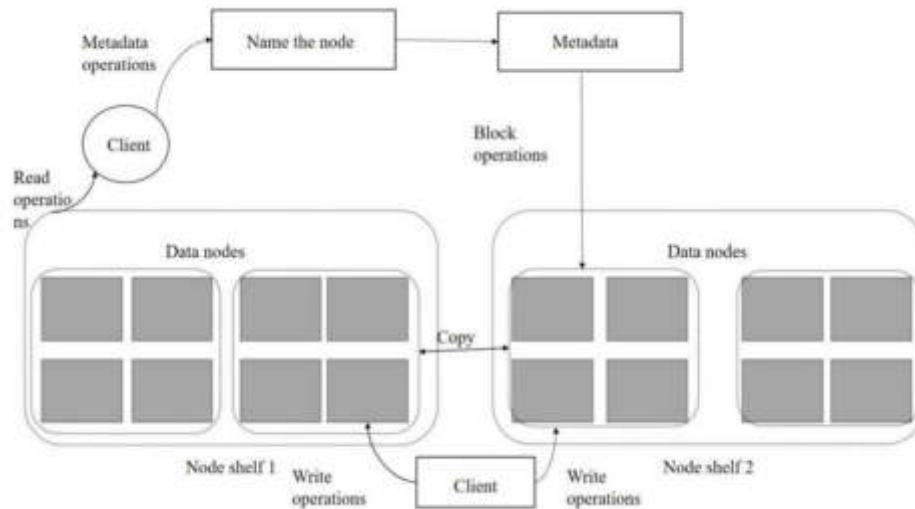 Metadata
operations
Name the node
Metadata
Client
Block
operations
Read
operatio
ns
Data nodes
Data nodes
Copy
Node shelf 1
Write
operations
Client
Write
operations
Node shelf 2